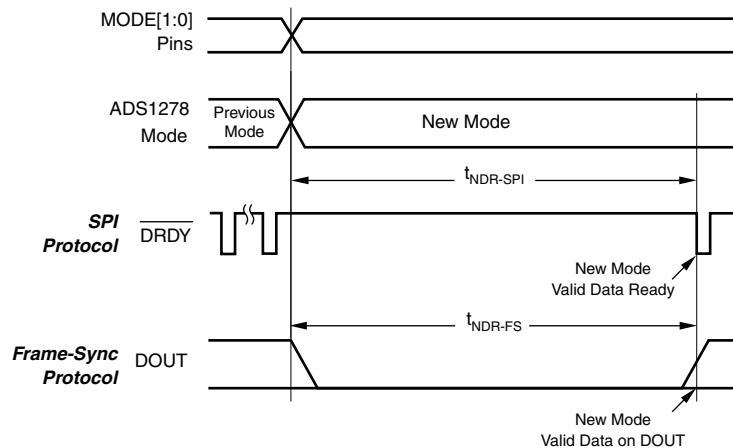 MODE[1:0]
Pins
ADS1278
Mode
Previous
Mode
New Mode
tNDR-SPI
SPI
Protocol
DRDY
New Mode
Valid Data Ready
tNDR-FS
Frame-Sync
Protocol
DOUT
New Mode
Valid Data on DOUT